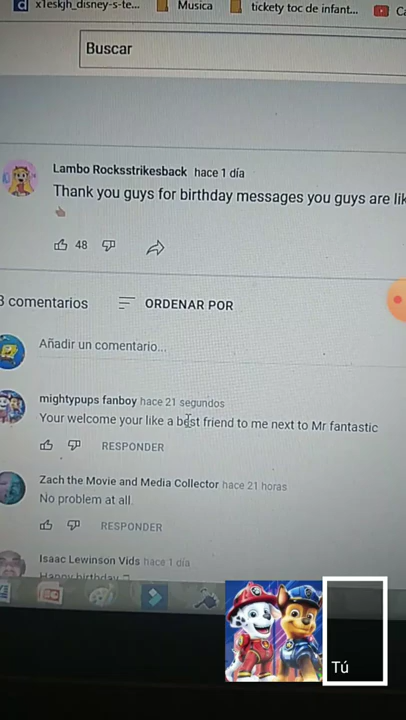 x1eskjh_disney-s-te...
Musica
tickety toc de infant...
Buscar
Lambo Rocksstrikesback hace 1 día
Thank you guys for birthday messages you guys are
48
comentarios
ORDENAR POR
Añadir un comentario...
mightypups fanboy hace 21 segundos
Your welcome your like a best friend to me next to Mr fantastic
RESPONDER
Zach the Movie and Media Collector hace 21 horas
No problem at all.
RESPONDER
Isaac Lewinson Vids hace 1 día
Happy birthday
Tú